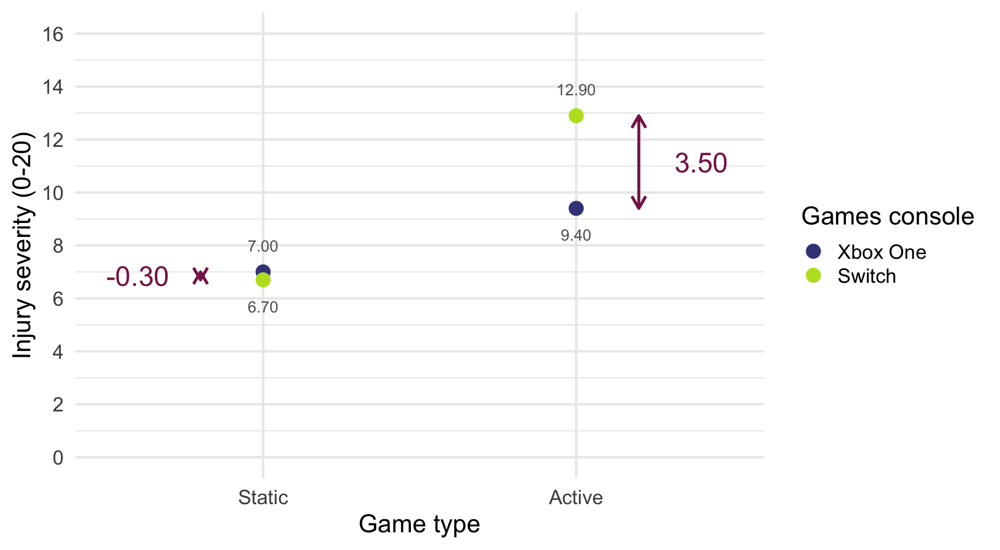 Injury severity (0-20)
16
14
12
10
8
6
4
2
0
12.90
3.50
9.40
7.00
-0.30
6.70
Static
Active
Game type
Games console
Xbox One
Switch